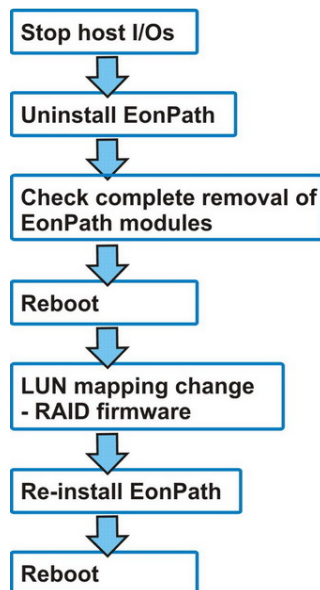 Stop host I/Os
Uninstall EonPath
Check complete removal of
EonPath modules
Reboot
LUN mapping change
- RAID firmware
Re-install EonPath
Reboot